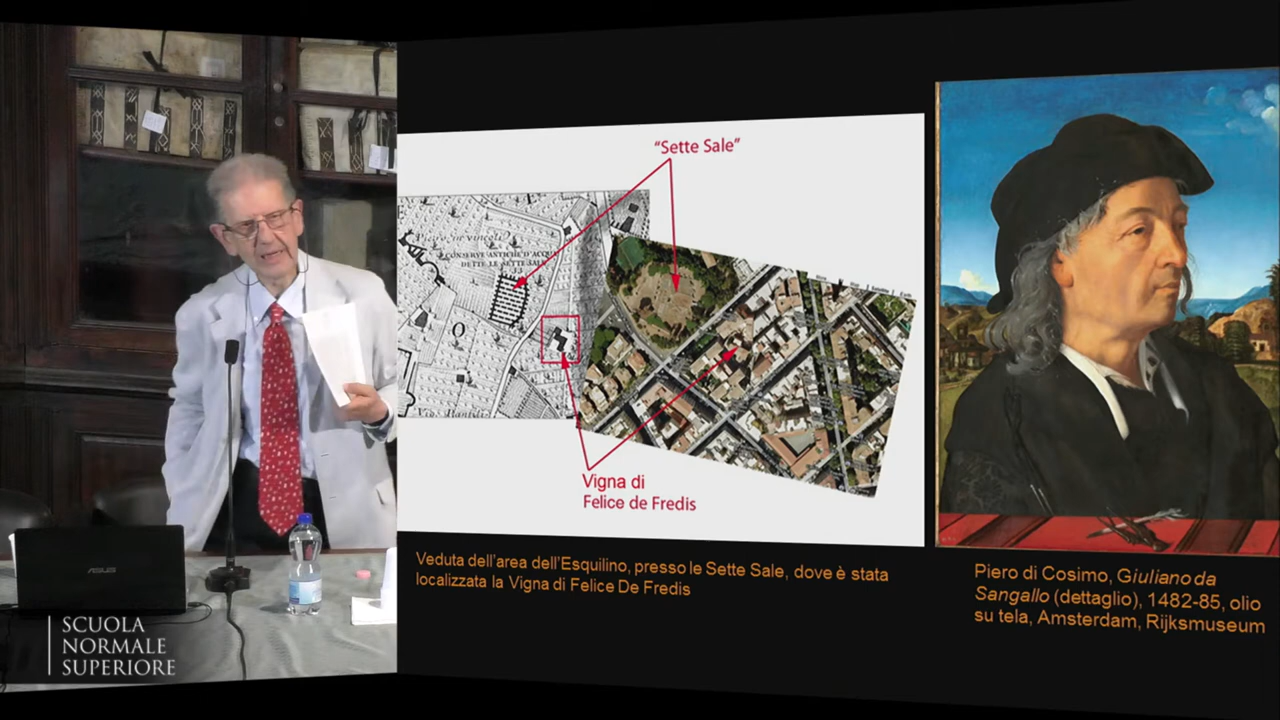 "Sette Sale"
CONSERVE ANTICHE D'ACQUA
DETTE LE SETTE SALE
Vigna di
Felice de Fredis
Veduta dell'area dell'Esquilino, presso le Sette Sale, dove è stata
localizzata la Vigna di Felice De Fredis
Piero di Cosimo, Giuliano da
Sangallo (dettaglio), 1482-85, olio
su tela, Amsterdam, Rijksmuseum
ASUS
SCUOLA
NORMALE
SUPERIORE